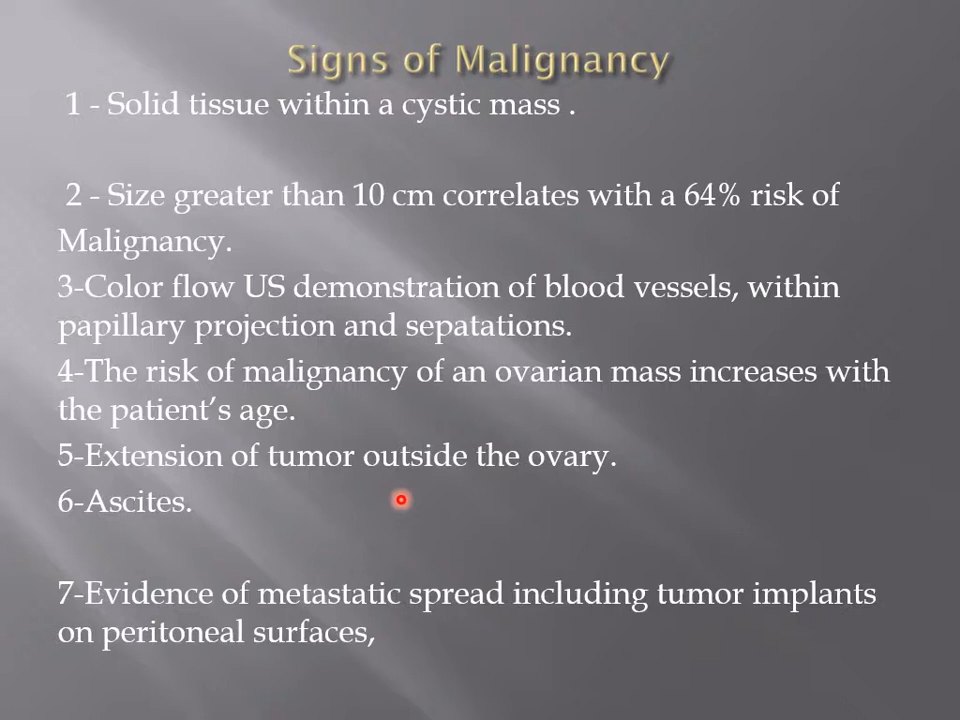 Signs of Malignancy
1 - Solid tissue within a cystic mass .
2 - Size greater than 10 cm correlates with a 64% risk of
Malignancy.
3-Color flow US demonstration of blood vessels, within
papillary projection and sepatations.
4-The risk of malignancy of an ovarian mass increases with
the patient’s age.
5-Extension of tumor outside the ovary.
6-Ascites.
7-Evidence of metastatic spread including tumor implants
on peritoneal surfaces,